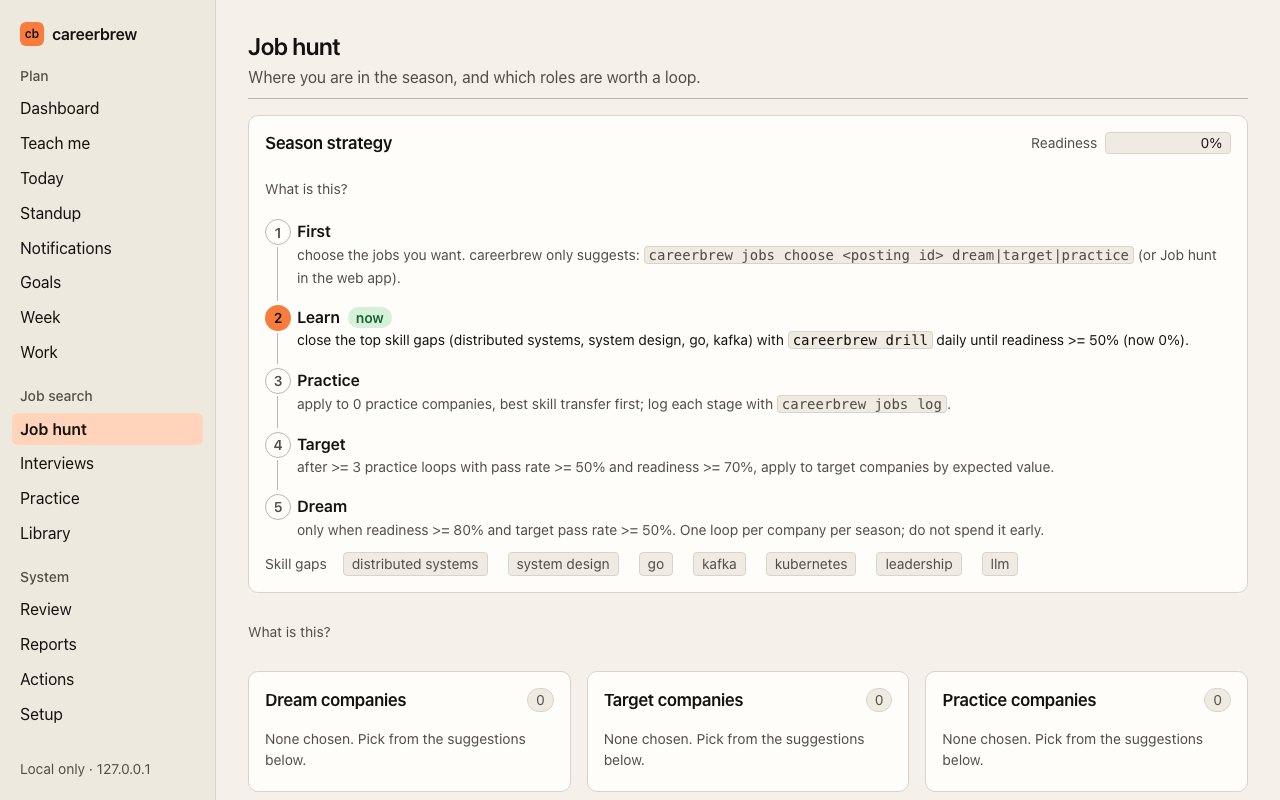 cb careerbrew
Plan
Dashboard
Teach me
Today
Standup
Notifications
Goals
Week
Work
Job search
Job hunt
Interviews
Practice
Library
System
Review
Reports
Actions
Setup
Local only · 127.0.0.1
Job hunt
Where you are in the season, and which roles are worth a loop.
Season strategy
Readiness 0%
What is this?
1 First
choose the jobs you want. careerbrew only suggests: careerbrew jobs choose <posting id> dream|target|practice (or Job hunt
in the web app).
2 Learn now
close the top skill gaps (distributed systems, system design, go, kafka) with careerbrew drill daily until readiness >= 50% (now 0%).
3 Practice
apply to 0 practice companies, best skill transfer first; log each stage with careerbrew jobs log.
4 Target
after >= 3 practice loops with pass rate >= 50% and readiness >= 70%, apply to target companies by expected value.
5 Dream
only when readiness >= 80% and target pass rate >= 50%. One loop per company per season; do not spend it early.
Skill gaps distributed systems system design go kafka kubernetes leadership llm
What is this?
Dream companies 0
None chosen. Pick from the suggestions
below.
Target companies 0
None chosen. Pick from the suggestions
below.
Practice companies 0
None chosen. Pick from the suggestions
below.